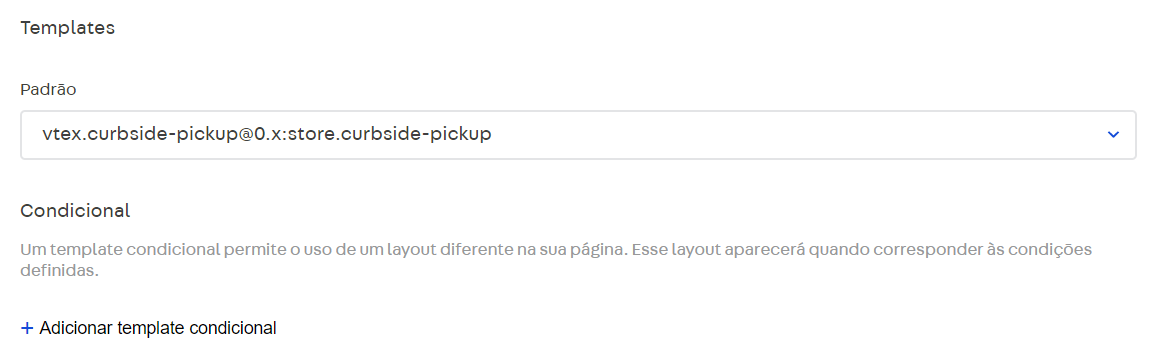 Templates
Padrão
vtex.curbside-pickup@0.x:store.curbside-pickup
Condicional
Um template condicional permite o uso de um layout diferente na sua página. Esse layout aparecerá quando corresponder às condições
definidas.
+ Adicionar template condicional